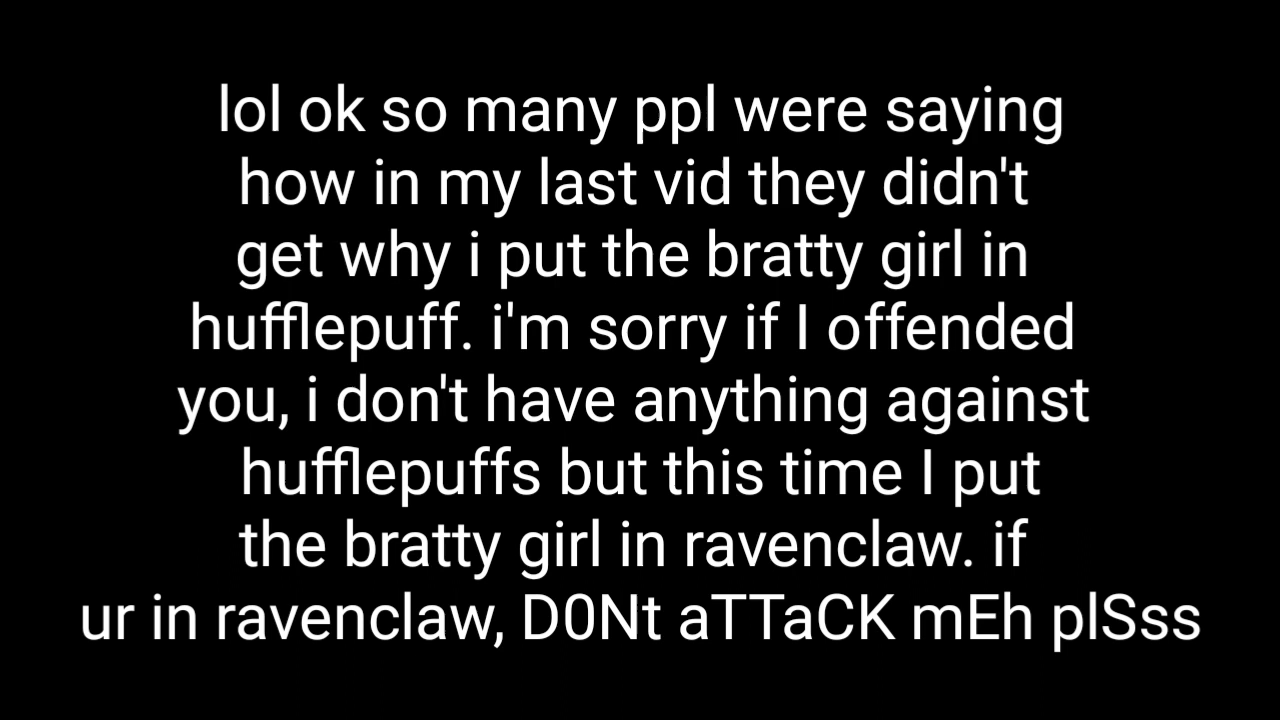 lol ok so many ppl were saying
how in my last vid they didn't
get why i put the bratty girl in
hufflepuff. i'm sorry if I offended
you, i don't have anything against
hufflepuffs but this time I put
the bratty girl in ravenclaw. if
ur in ravenclaw, D0Nt aTTaCK mEh plSss